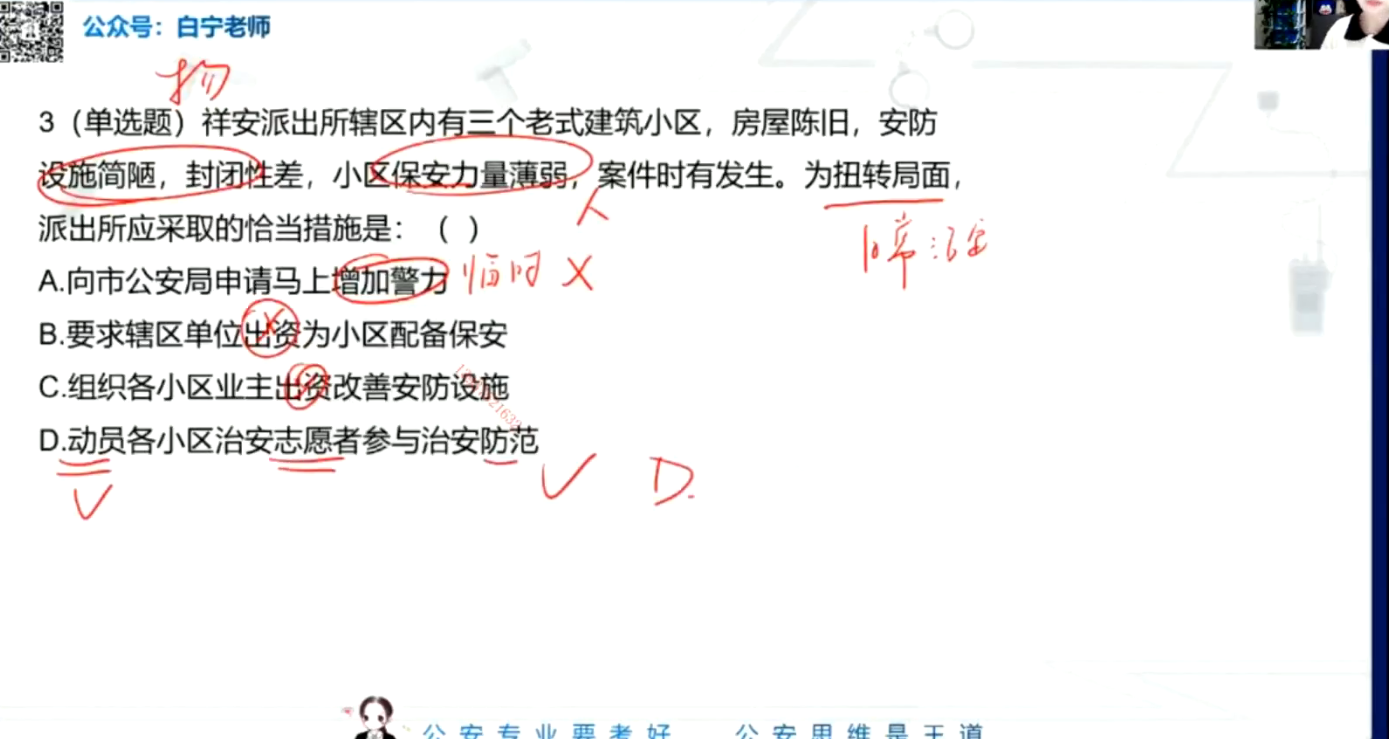 公众号：白宁老师
物
3（单选题）祥安派出所辖区内有三个老式建筑小区，房屋陈旧，安防
设施简陋，封闭性差，小区保安力量薄弱，案件时有发生。为扭转局面，
人
派出所应采取的恰当措施是：（ ）
日常治安
A.向市公安局申请马上增加警力 临时 X
B.要求辖区单位出资为小区配备保安
C.组织各小区业主出资改善安防设施
D.动员各小区治安志愿者参与治安防范
D.
公安专业要考好 公安思维是王道